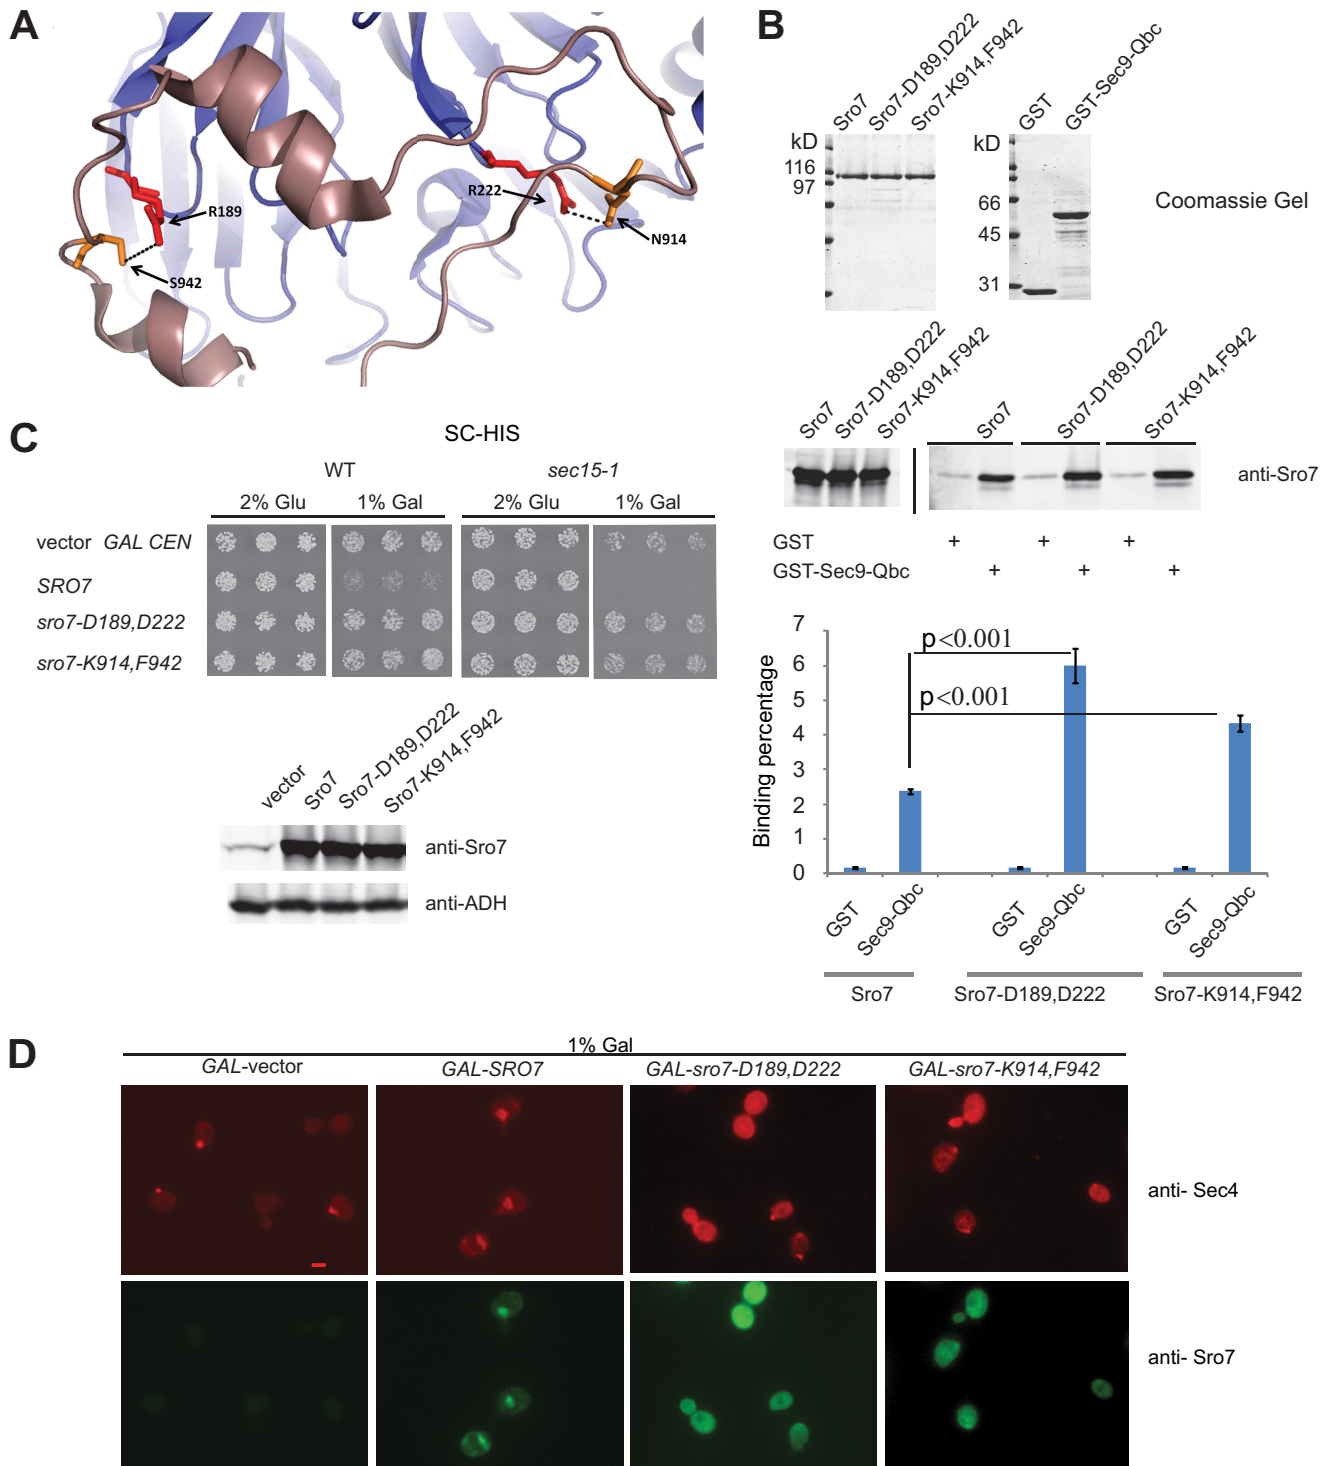 A
R189
S942
R222
N914
B
Sro7
Sro7-D189,D222
Sro7-K914,F942
kD
116
97
GST
GST-Sec9-Qbc
kD
66
45
31
Coomassie Gel
Sro7
Sro7-D189,D222
Sro7-K914,F942
Sro7
Sro7-D189,D222
Sro7-K914,F942
anti-Sro7
GST + + +
GST-Sec9-Qbc + + +
Binding percentage
7
6
5
4
3
2
1
0
p<0.001
p<0.001
GST
Sec9-Qbc
GST
Sec9-Qbc
GST
Sec9-Qbc
Sro7
Sro7-D189,D222
Sro7-K914,F942
C
SC-HIS
WT
sec15-1
2% Glu
1% Gal
2% Glu
1% Gal
vector GAL CEN
SRO7
sro7-D189,D222
sro7-K914,F942
vector
Sro7
Sro7-D189,D222
Sro7-K914,F942
anti-Sro7
anti-ADH
D
1% Gal
GAL-vector
GAL-SRO7
GAL-sro7-D189,D222
GAL-sro7-K914,F942
anti- Sec4
anti- Sro7